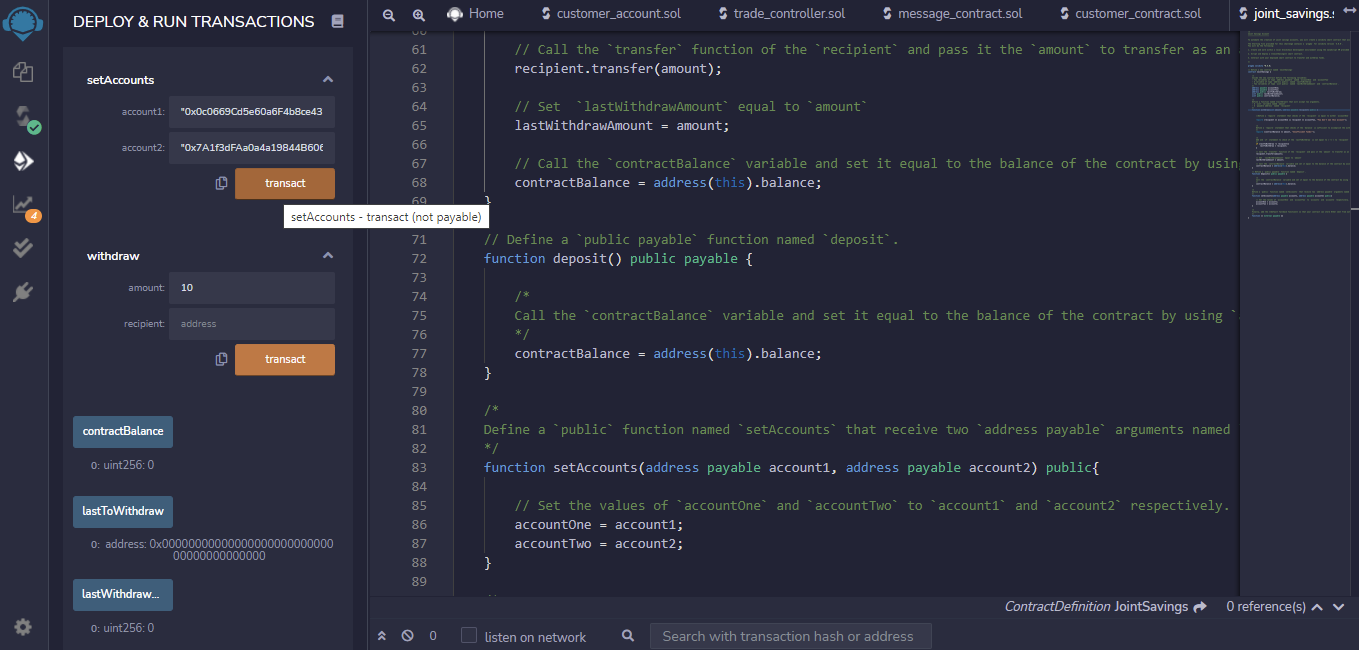 DEPLOY & RUN TRANSACTIONS
4
setAccounts
account1: "0x0c0669Cd5e60a6F4b8ce43
account2: "0x7A1f3dFAa0a4a19844B606
transact
setAccounts - transact (not payable)
withdraw
amount: 10
recipient: address
transact
contractBalance
0: uint256: 0
lastToWithdraw
0: address: 0x00000000000000000000000000
00000000000000
lastWithdraw...
0: uint256: 0
Home customer_account.sol trade_controller.sol message_contract.sol customer_contract.sol joint_savings.s
60
61 // Call the `transfer` function of the `recipient` and pass it the `amount` to transfer as an
62 recipient.transfer(amount);
63
64 // Set `lastWithdrawAmount` equal to `amount`
65 lastWithdrawAmount = amount;
66
67 // Call the `contractBalance` variable and set it equal to the balance of the contract by using
68 contractBalance = address(this).balance;
69 }
71 // Define a `public payable` function named `deposit`.
72 function deposit() public payable {
73
74 /*
75 Call the `contractBalance` variable and set it equal to the balance of the contract by using `
76 */
77 contractBalance = address(this).balance;
78 }
79
80 /*
81 Define a `public` function named `setAccounts` that receive two `address payable` arguments named
82 */
83 function setAccounts(address payable account1, address payable account2) public{
84
85 // Set the values of `accountOne` and `accountTwo` to `account1` and `account2` respectively.
86 accountOne = account1;
87 accountTwo = account2;
88 }
89
ContractDefinition JointSavings 0 reference(s)
0 listen on network Search with transaction hash or address